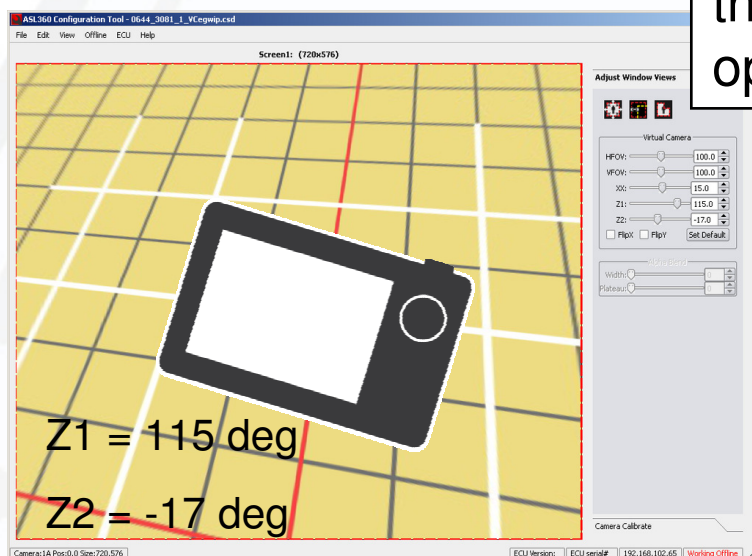 ASL360 Configuration Tool - 0644_3081_1_VCegwip.csd
File Edit View Offline ECU Help
Screen1: (720x576)
Adjust Window Views
Virtual Camera
HFOV: 100.0
VFOV: 100.0
XX: 15.0
Z1: 115.0
Z2: -17.0
FlipX FlipY Set Default
Width: 0
Plateau: 0
Z1 = 115 deg
Z2 = -17 deg
Camera Calibrate
Camera:1A Pos:0.0 Size:720.576
ECU Version: ECU serial# 192.168.102.65 Working Offline